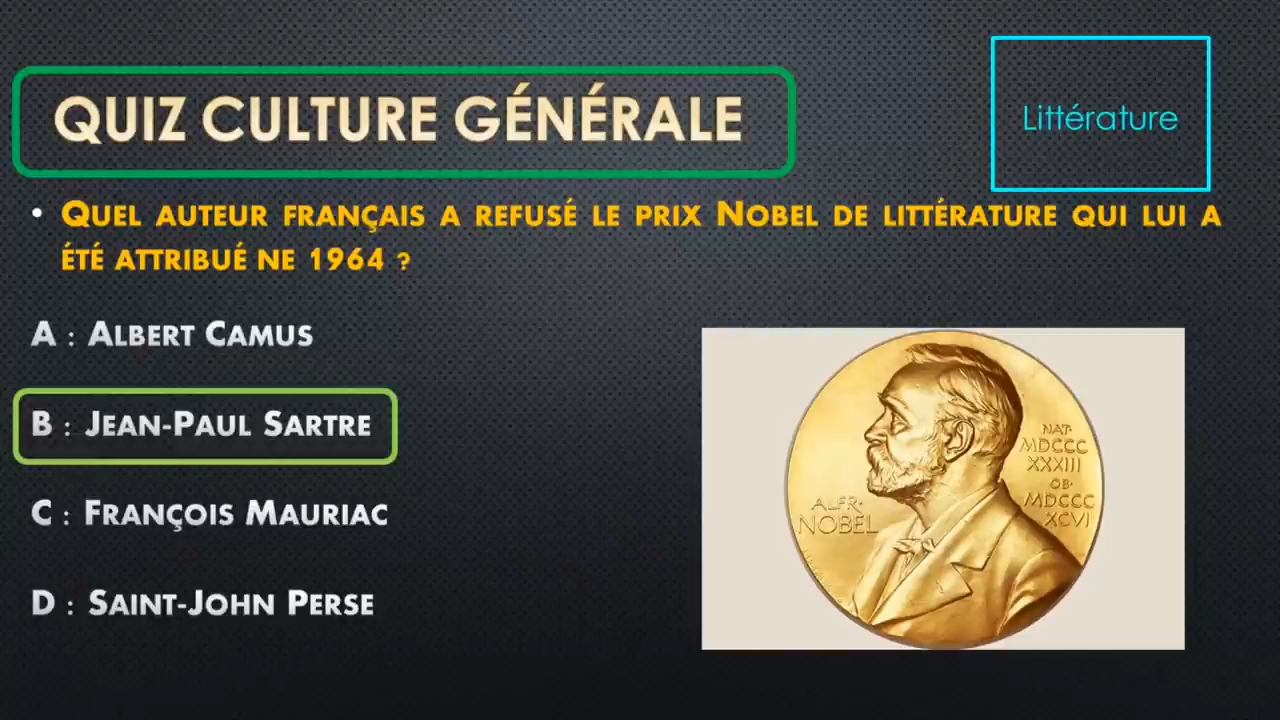 QUIZ CULTURE GÉNÉRALE
Littérature
• QUEL AUTEUR FRANÇAIS A REFUSÉ LE PRIX NOBEL DE LITTÉRATURE QUI LUI A
ÉTÉ ATTRIBUÉ NE 1964 ?
A : ALBERT CAMUS
B : JEAN-PAUL SARTRE
C : FRANÇOIS MAURIAC
D : SAINT-JOHN PERSE
ALFR·
NOBEL
NAT·
MDCCC
XXXIII
OB·
MDCCC
XCVI